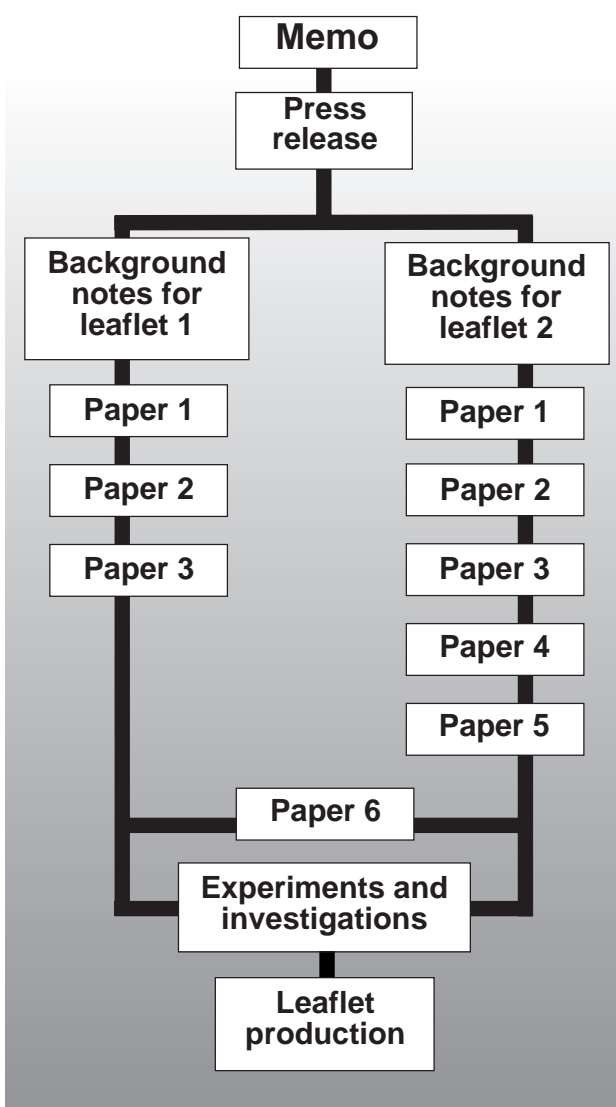 Memo
Press
release
Background
notes for
leaflet 1
Paper 1
Paper 2
Paper 3
Background
notes for
leaflet 2
Paper 1
Paper 2
Paper 3
Paper 4
Paper 5
Paper 6
Experiments and
investigations
Leaflet
production